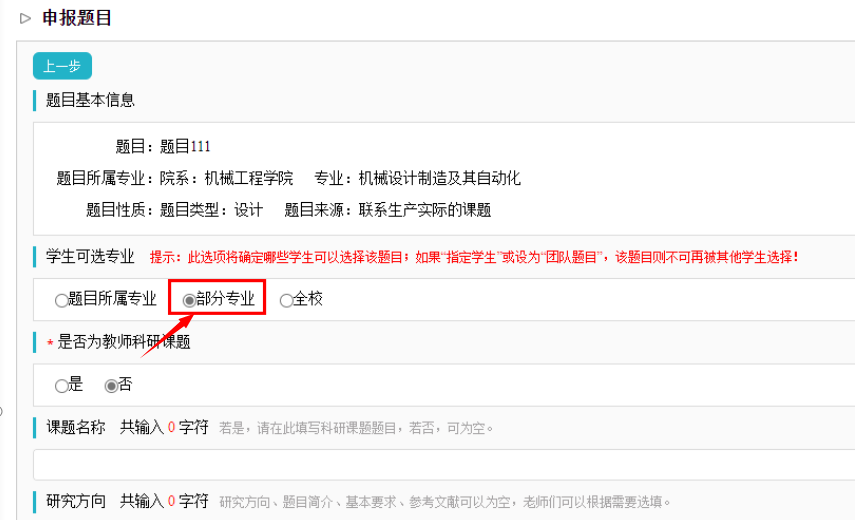 申报题目
上一步
题目基本信息
题目：题目111
题目所属专业：院系：机械工程学院 专业：机械设计制造及其自动化
题目性质：题目类型：设计 题目来源：联系生产实际的课题
学生可选专业 提示：此选项将确定哪些学生可以选择该题目；如果“指定学生”或设为“团队题目”，该题目则不可再被其他学生选择！
题目所属专业 部分专业 全校
* 是否为教师科研课题
是 否
课题名称 共输入 0 字符 若是，请在此填写科研课题题目，若否，可为空。
研究方向 共输入 0 字符 研究方向、题目简介、基本要求、参考文献可以为空，老师们可以根据需要选填。